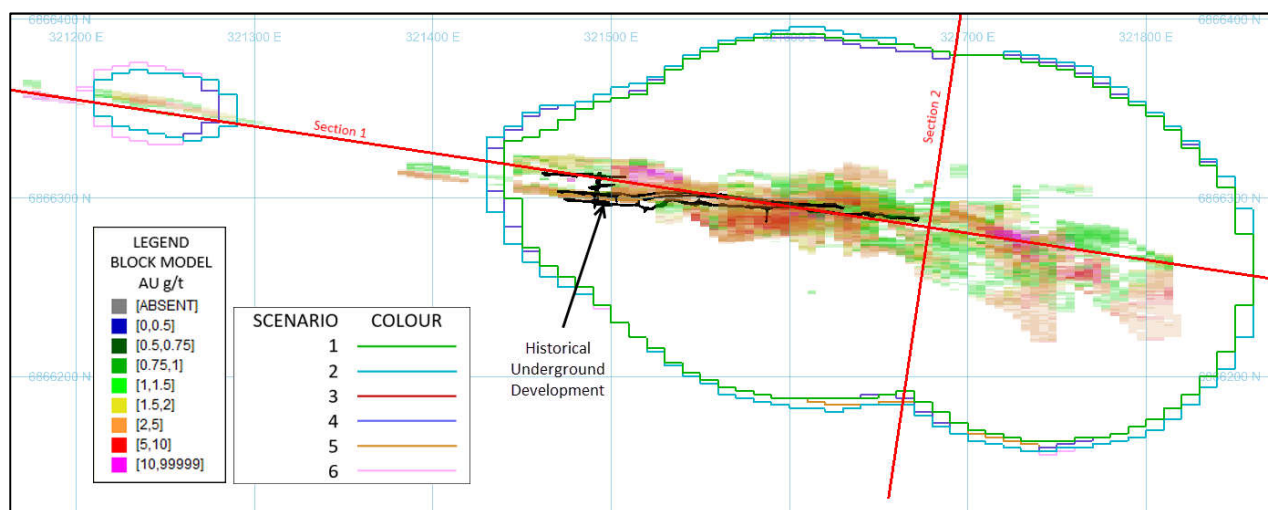 6866400 N
6866400 N
321200 E
321300 E
321400 E
321500 E
321600 E
321700 E
321800 E
Section 1
Section 2
6866300 N
6866300 N
6866200 N
6866200 N
LEGEND
BLOCK MODEL
AU g/t
[ABSENT]
[0,0.5]
[0.5,0.75]
[0.75,1]
[1,1.5]
[1.5,2]
[2,5]
[5,10]
[10,99999]
SCENARIO COLOUR
1
2
3
4
5
6
Historical
Underground
Development